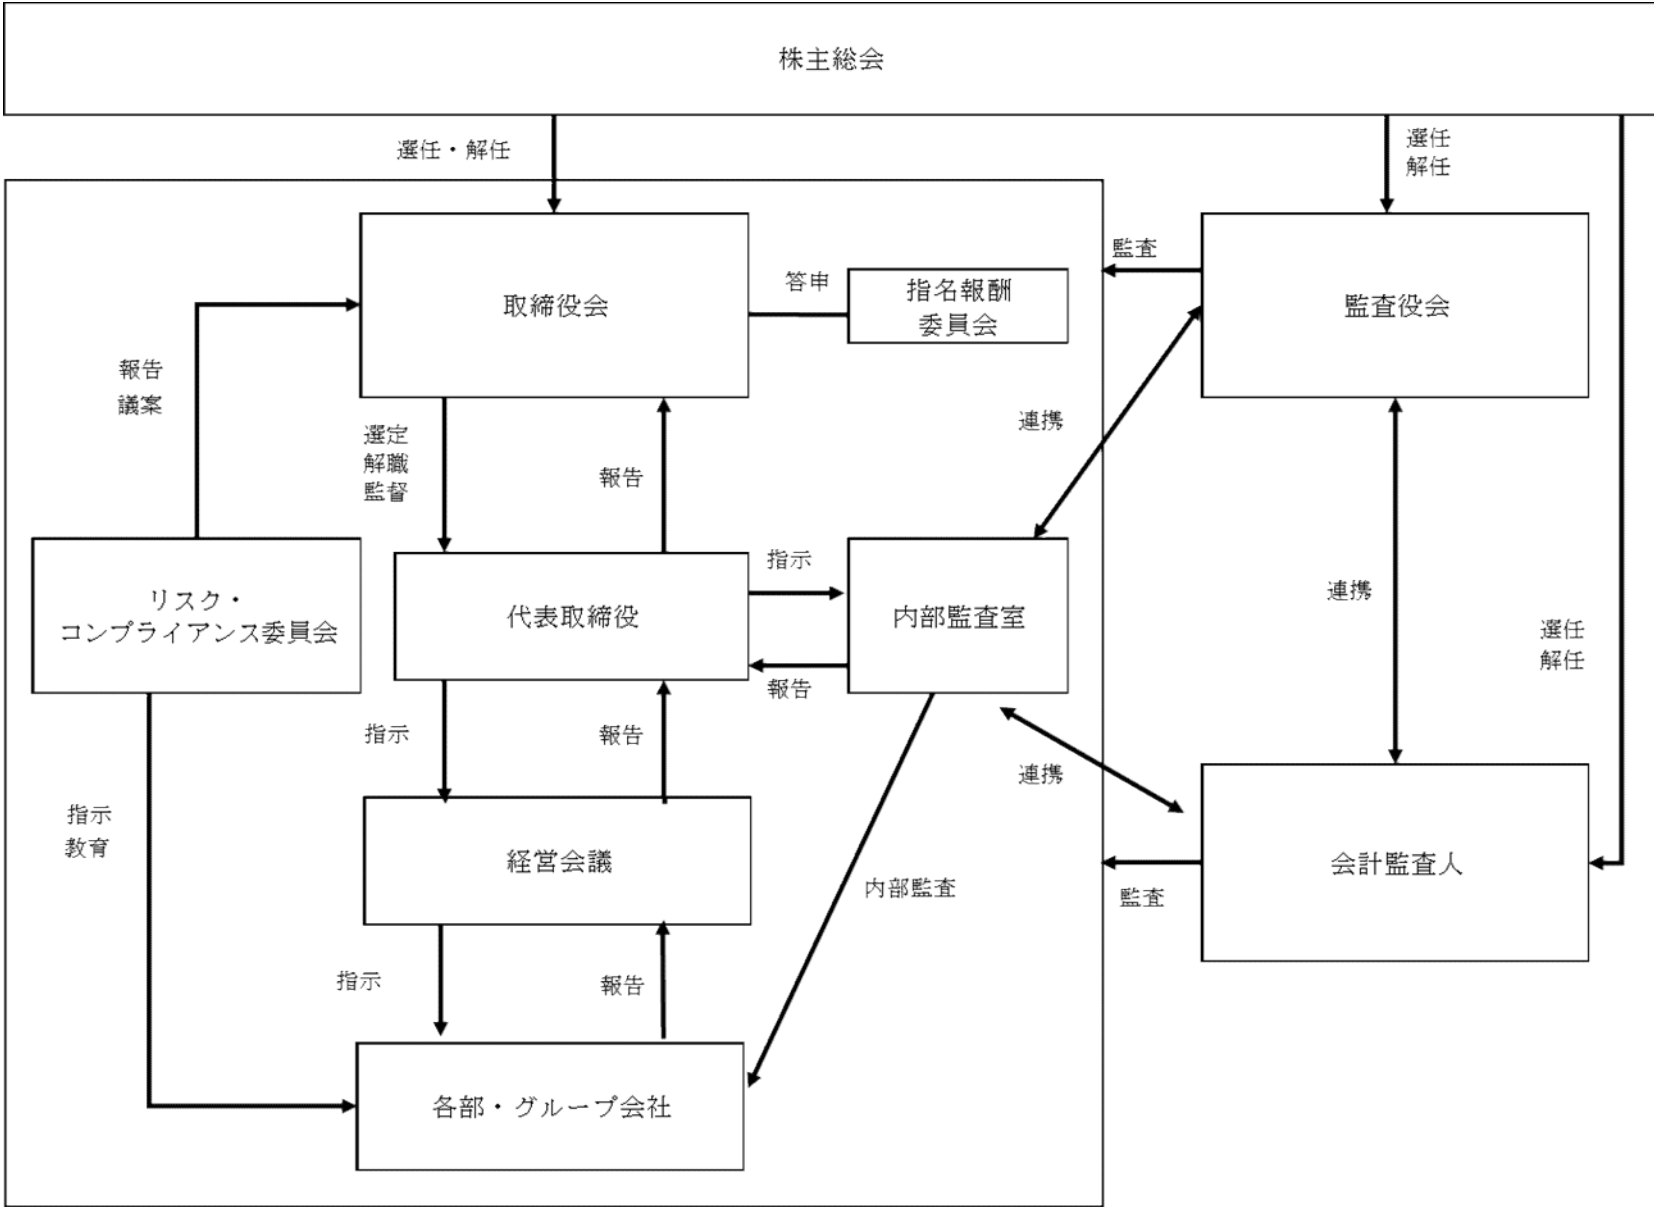 株主総会
選任・解任
選任
解任
取締役会
答申
指名報酬
委員会
監査
監査役会
報告
議案
選定
解職
監督
報告
連携
リスク・
コンプライアンス委員会
代表取締役
指示
報告
内部監査室
連携
選任
解任
指示
報告
連携
指示
教育
経営会議
内部監査
監査
会計監査人
指示
報告
各部・グループ会社